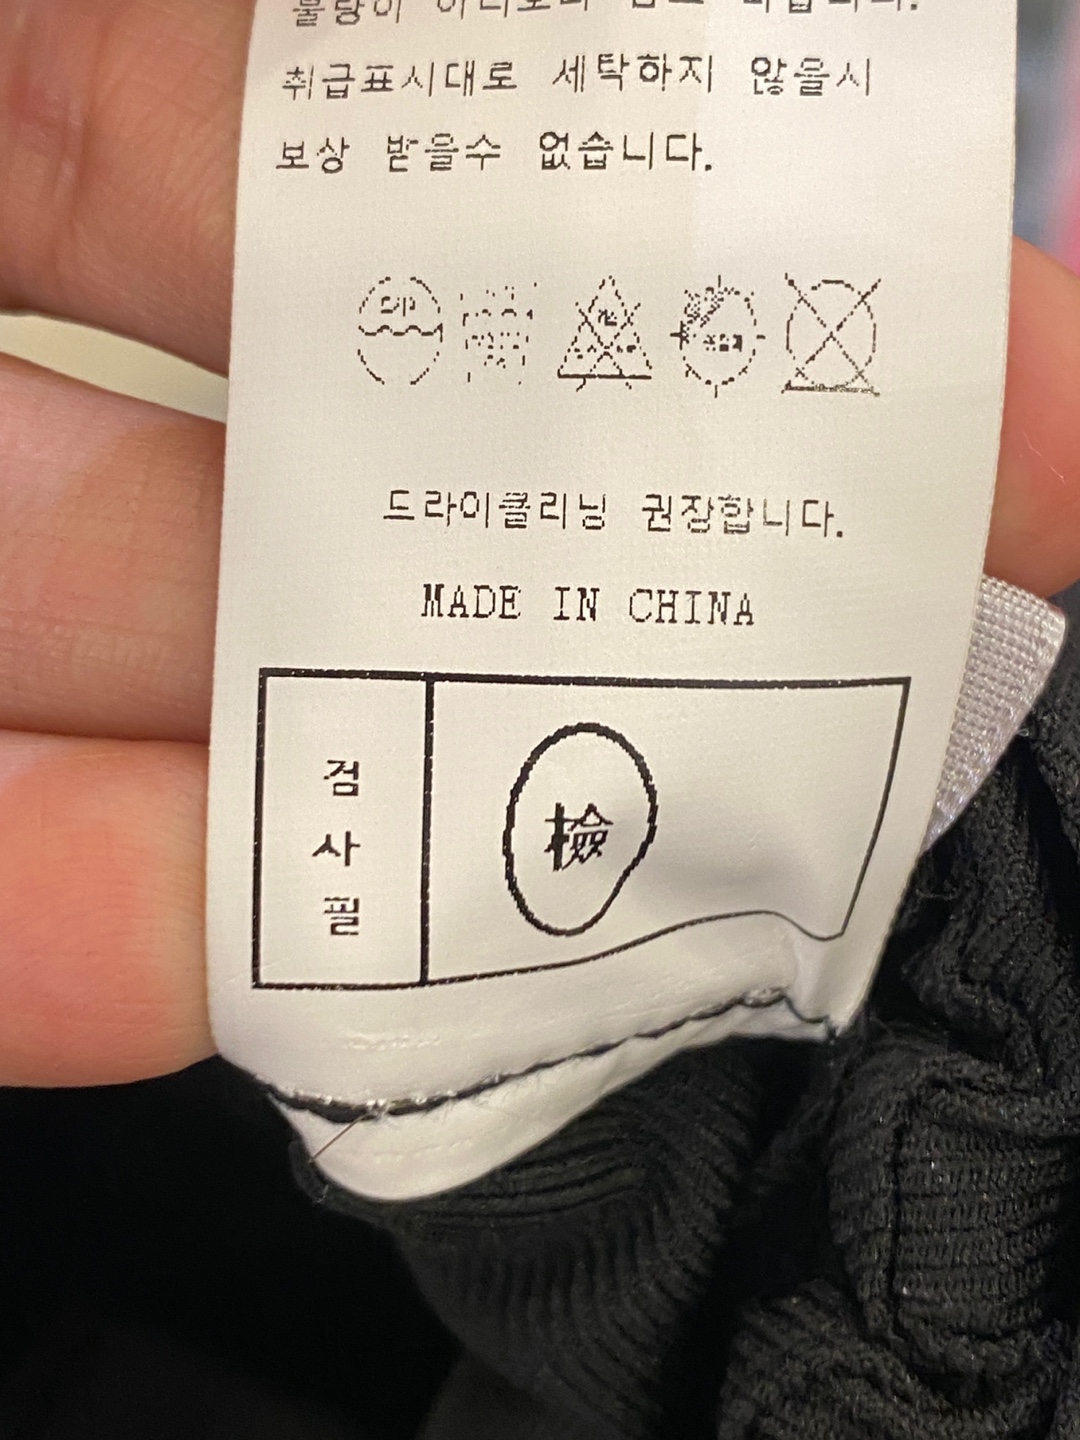 취급표시대로 세탁하지 않을시
보상 받을수 없습니다.
드라이클리닝 권장합니다.
MADE IN CHINA
검
사
필
檢